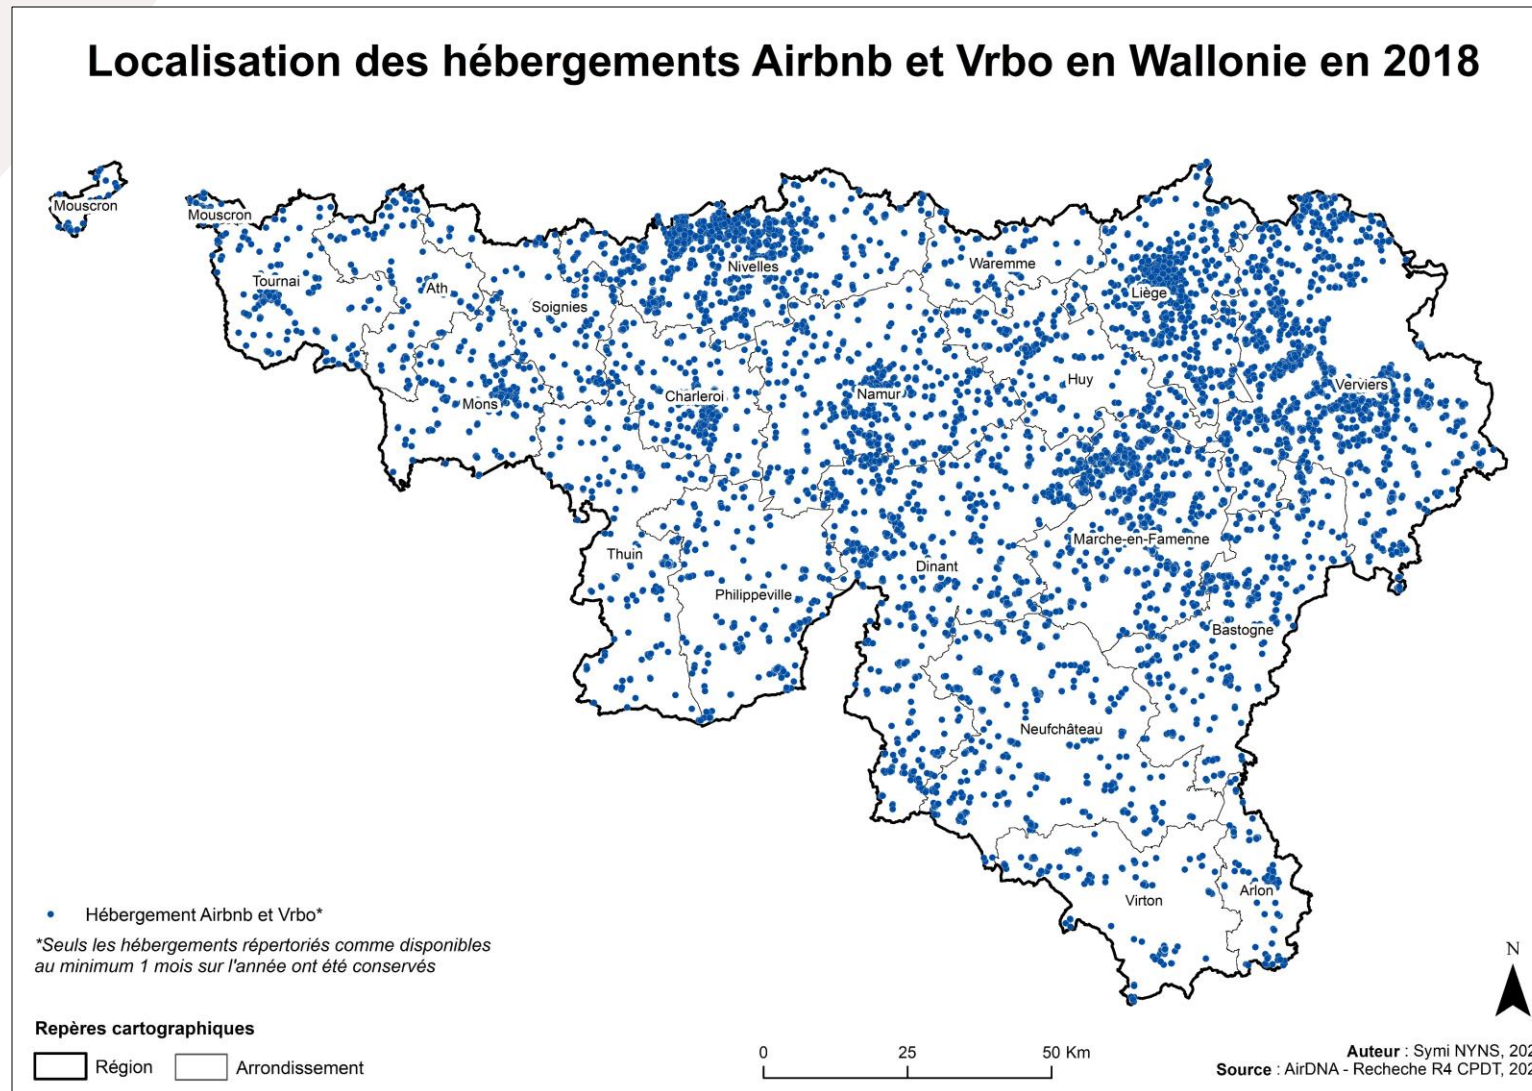 Localisation des hébergements Airbnb et Vrbo en Wallonie en 2018
Mouscron
Mouscron
Tournai
Ath
Soignies
Nivelles
Waremme
Liège
Mons
Charleroi
Namur
Huy
Verviers
Thuin
Philippeville
Dinant
Marche-en-Famenne
Bastogne
Neufchâteau
Virton
Arlon
Hébergement Airbnb et Vrbo*
*Seuls les hébergements répertoriés comme disponibles
au minimum 1 mois sur l'année ont été conservés
Repères cartographiques
Région
Arrondissement
0 25 50 Km
N
Auteur : Symi NYNS, 202
Source : AirDNA - Recheche R4 CPDT, 202